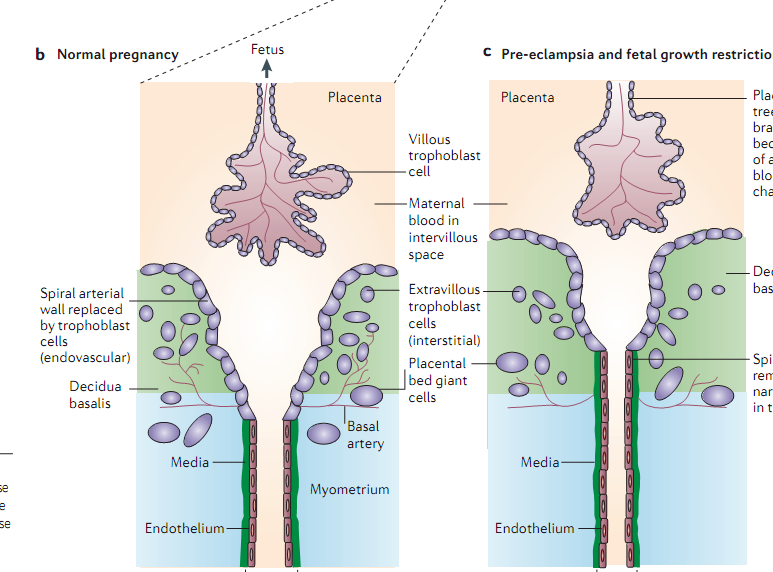 b Normal pregnancy
Fetus
Placenta
Villous
trophoblast
cell
Maternal
blood in
intervillous
space
Spiral arterial
wall replaced
by trophoblast
cells
(endovascular)
Extravillous
trophoblast
cells
(interstitial)
Placental
bed giant
cells
Decidua
basalis
Basal
artery
Media
Myometrium
Endothelium
c Pre-eclampsia and fetal growth
Placenta
Media
Endothelium